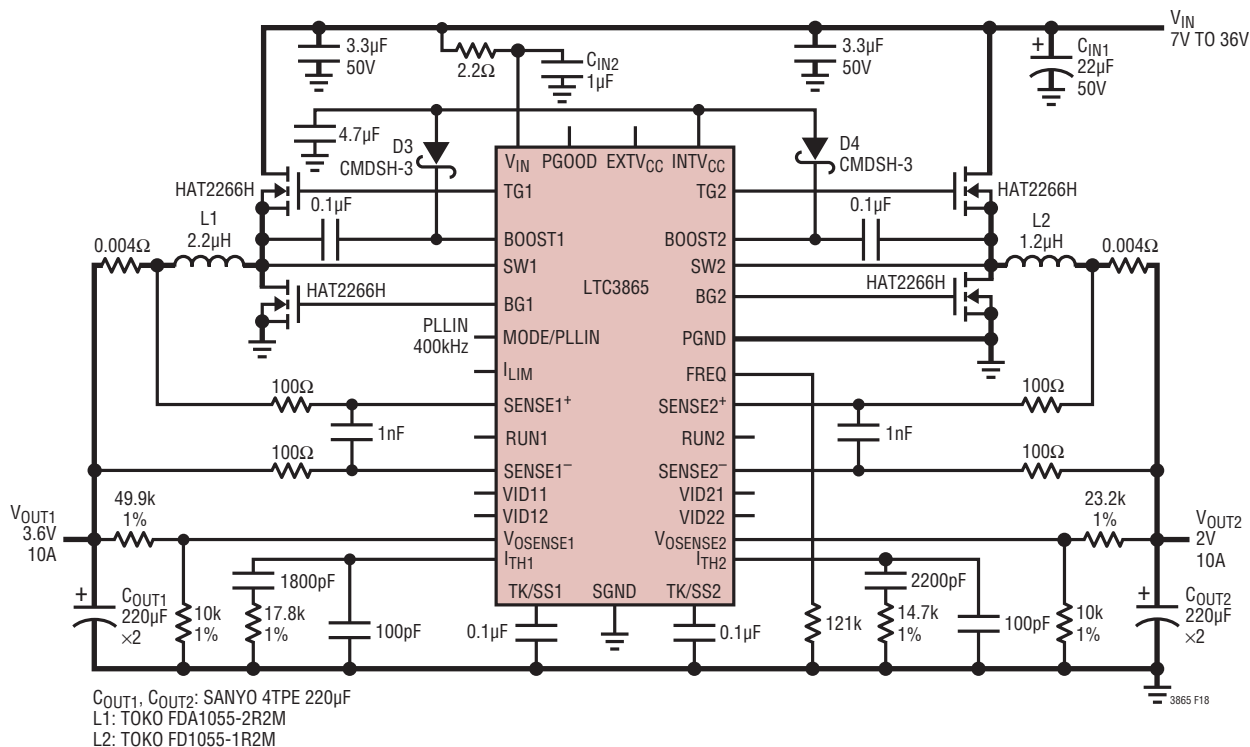 VIN
7V TO 36V
3.3µF
50V
2.2Ω
CIN2
1µF
3.3µF
50V
+
CIN1
22µF
50V
4.7µF
D3
CMDSH-3
D4
CMDSH-3
VIN
PGOOD
EXTVCC
INTVCC
HAT2266H
TG1
TG2
HAT2266H
0.1µF
0.1µF
L1
2.2µH
L2
1.2µH
0.004Ω
0.004Ω
BOOST1
BOOST2
SW1
SW2
LTC3865
HAT2266H
HAT2266H
BG1
BG2
PLLIN
400kHz
MODE/PLLIN
PGND
ILIM
FREQ
100Ω
100Ω
SENSE1+
SENSE2+
1nF
1nF
RUN1
RUN2
100Ω
100Ω
SENSE1–
SENSE2–
VID11
VID21
VID12
VID22
VOUT1
3.6V
10A
49.9k
1%
23.2k
1%
VOUT2
2V
10A
VOSENSE1
VOSENSE2
ITH1
ITH2
1800pF
2200pF
TK/SS1
SGND
TK/SS2
+
COUT1
220µF
×2
10k
1%
17.8k
1%
100pF
0.1µF
0.1µF
121k
14.7k
1%
100pF
10k
1%
+
COUT2
220µF
×2
3865 F18
COUT1, COUT2: SANYO 4TPE 220µF
L1: TOKO FDA1055-2R2M
L2: TOKO FD1055-1R2M